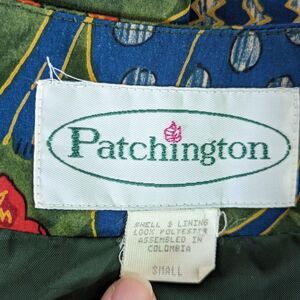 Patchington
SHELL & LINING
100% POLYESTER
ASSEMBLED IN
COLOMBIA
SMALL